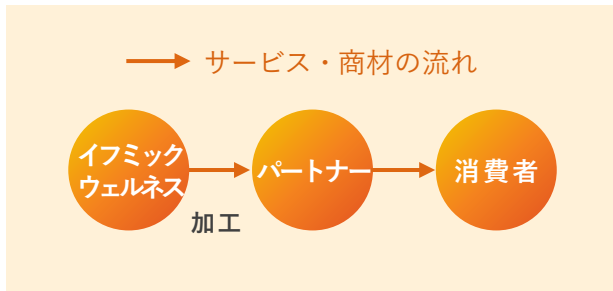 サービス・商材の流れ
イフミック
ウェルネス
パートナー
消費者
加工